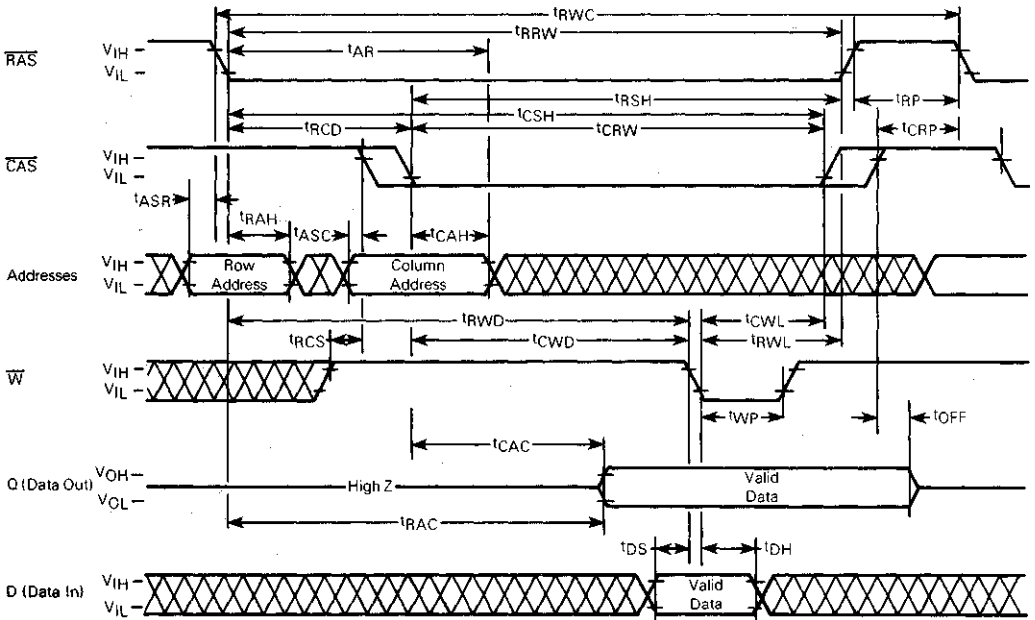 tRWC
tRRW
tAR
RAS
VIH
VIL
tRSH
tRP
tCSH
tRCD
tCRW
tCRP
CAS
VIH
VIL
tASR
tRAH
tASC
tCAH
Addresses
VIH
VIL
Row
Address
Column
Address
tRWD
tCWL
tRCS
tCWD
tRWL
W
VIH
VIL
tWP
tOFF
tCAC
Q (Data Out)
VOH
VOL
High Z
Valid
Data
tRAC
tDS
tDH
D (Data In)
VIH
VIL
Valid
Data